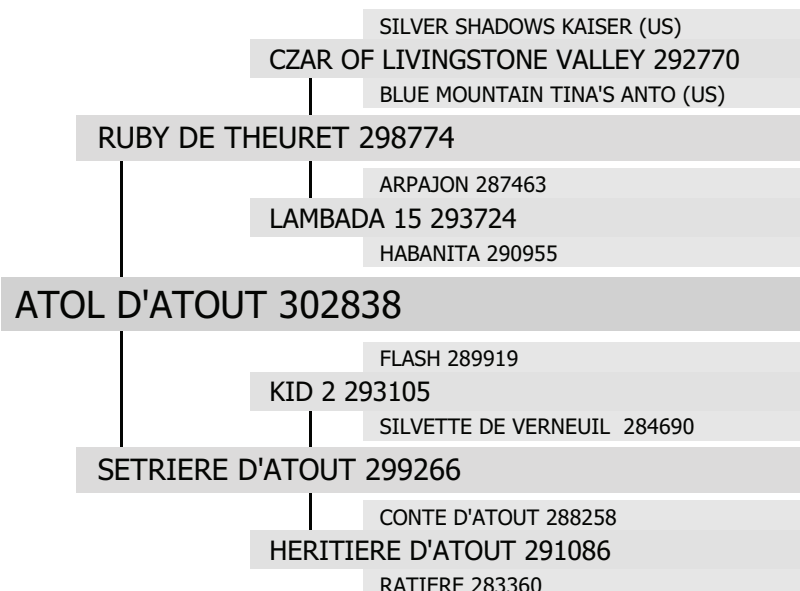 SILVER SHADOWS KAISER (US)
CZAR OF LIVINGSTONE VALLEY 292770
BLUE MOUNTAIN TINA'S ANTO (US)
RUBY DE THEURET 298774
ARPAJON 287463
LAMBADA 15 293724
HABANITA 290955
ATOL D'ATOUT 302838
FLASH 289919
KID 2 293105
SILVETTE DE VERNEUIL 284690
SETRIERE D'ATOUT 299266
CONTE D'ATOUT 288258
HERITIERE D'ATOUT 291086
RATIERE 283360